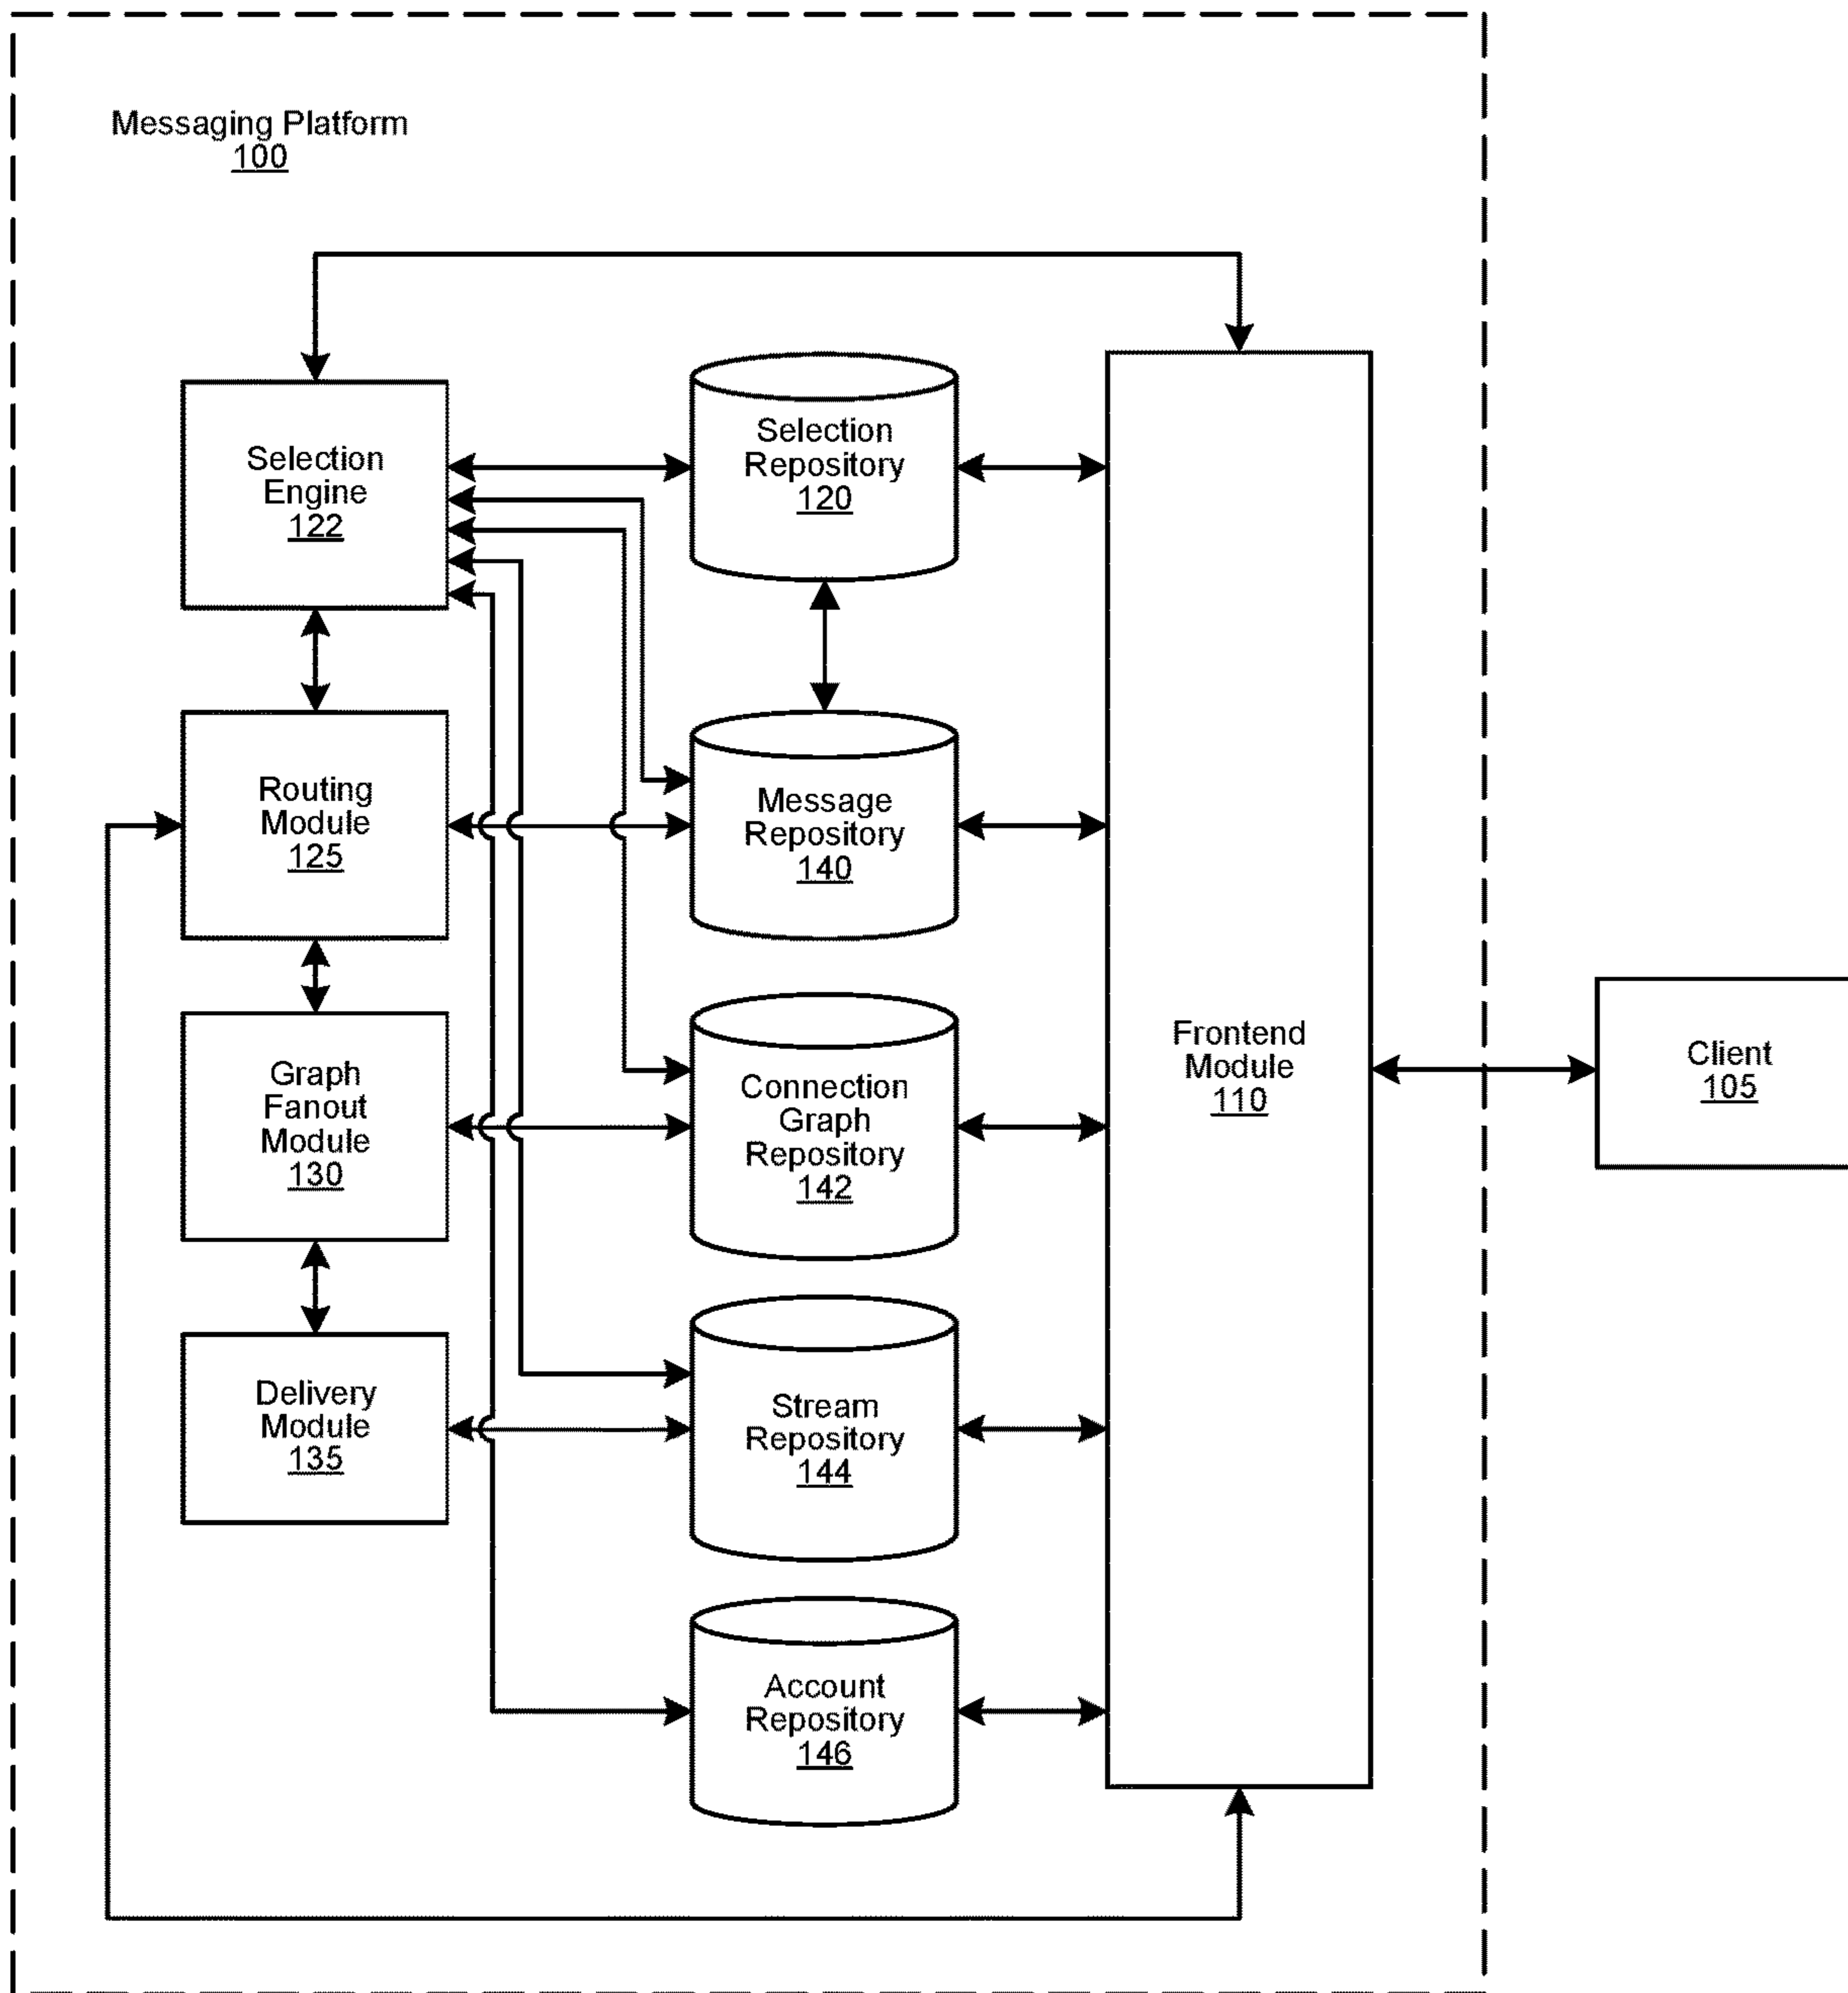 Messaging Platform
100
Selection
Engine
122
Selection
Repository
120
Routing
Module
125
Message
Repository
140
Graph
Fanout
Module
130
Connection
Graph
Repository
142
Frontend
Module
110
Client
105
Delivery
Module
135
Stream
Repository
144
Account
Repository
146